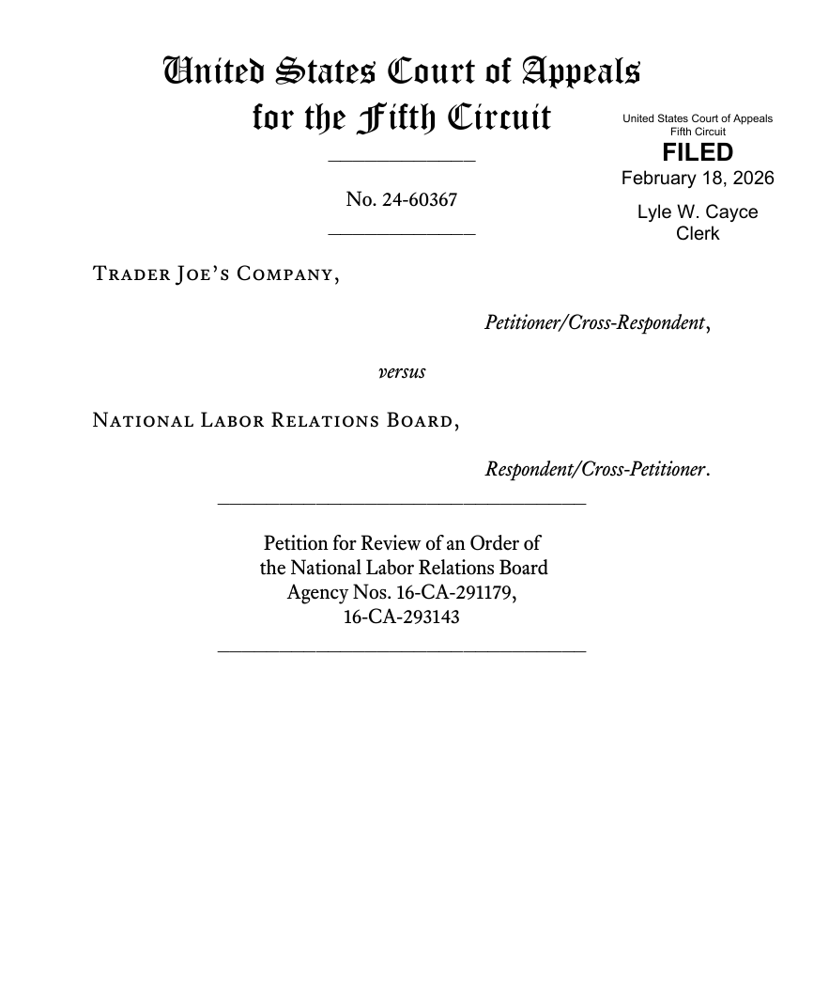 United States Court of Appeals
for the Fifth Circuit
United States Court of Appeals
Fifth Circuit
FILED
February 18, 2026
Lyle W. Cayce
Clerk
No. 24-60367
Trader Joe’s Company,
Petitioner/Cross-Respondent,
versus
National Labor Relations Board,
Respondent/Cross-Petitioner.
Petition for Review of an Order of
the National Labor Relations Board
Agency Nos. 16-CA-291179,
16-CA-293143